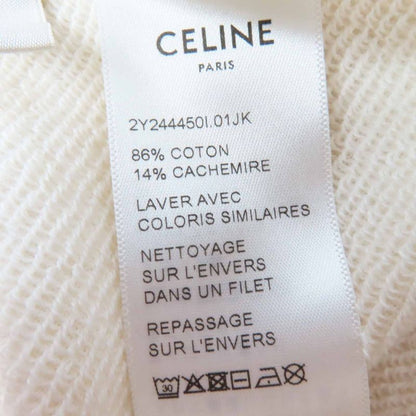 CELINE
PARIS
2Y244450I.01JK
86% COTON
14% CACHEMIRE
LAVER AVEC
COLORIS SIMILAIRES
NETTOYAGE
SUR L'ENVERS
DANS UN FILET
REPASSAGE
SUR L'ENVERS
30